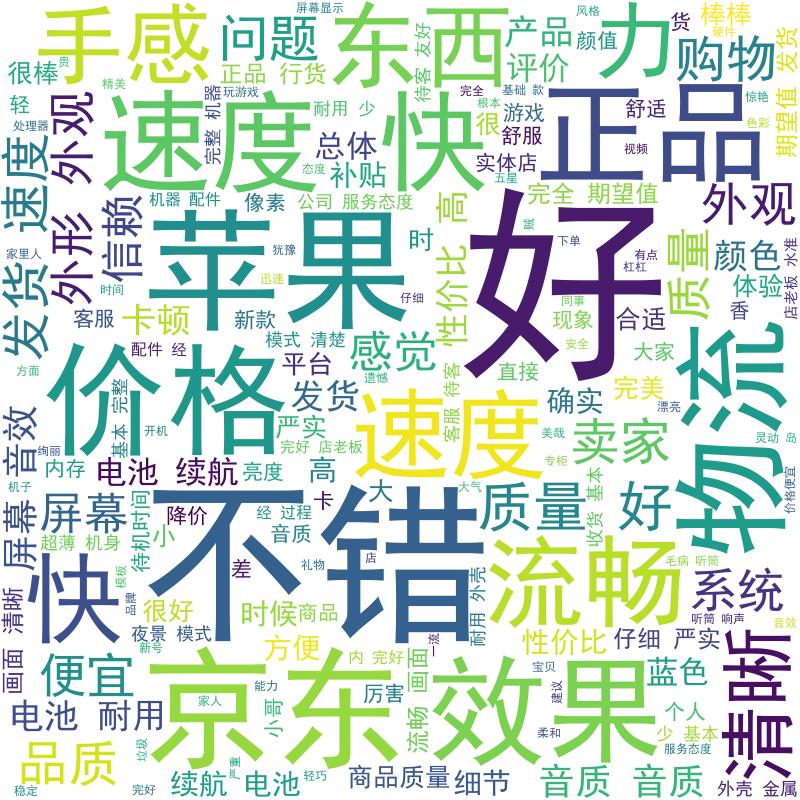 屏幕显示
风格
手感
问题
东西
力
货
棒棒
产品
颜值
硬件
发货
很棒
贵
正品 行货
待客 友好
评价
购物
期望值
轻
精美
玩游戏
耐用 少
完全
基础 款
根本
惊艳
处理器
外观
速度
快
完整 机器
很
游戏
舒适
正品
色彩
速度
总体
舒服
视频
态度
补贴
实体店
五星
机器 配件
公司 服务态度
完全 期望值
外观
外形
信赖
像素
高
贼
下单
店老板 水准
苹果
时
好
有点
质量
颜色
家里人
犹豫
杠杠
体验
发货
迅速
性价比
同事
时间
仔细
香
客服
卡顿
新款
现象
合适
安全
模式 清楚
感觉
大家
配件 经
平台
直接
方面
价格
遗憾
待客
物流
基本 完整
发货
客服
确实
完美
漂亮
音效
严实
速度
美哉
卖家
灵动 岛
绚丽
开机
完好 店老板
专柜
内存
电池 续航
亮度
高
大
大气
质量
好
收货 基本
价格便宜
机子
屏幕
屏幕
待机时间
降价
卡
不错
经 过程
音质
超薄 机身
小
差
礼物
店
流畅
毛病 听筒
系统
清晰
快
模板
品牌
很好
时候
商品
耐用 外壳
听筒 响声
音效
夜景 模式
一流
画面
新号
方便
性价比
仔细 严实
清晰
便宜
内 完好
宝贝
蓝色
京东
效果
家人
能力
厉害
流畅 画面
建议
电池 耐用
小哥
柔和
个人
少 基本
品质
垃圾
服务态度
严重
稳定
完好
续航
电池
轻巧
商品质量
细节
音质 音质
外壳 金属